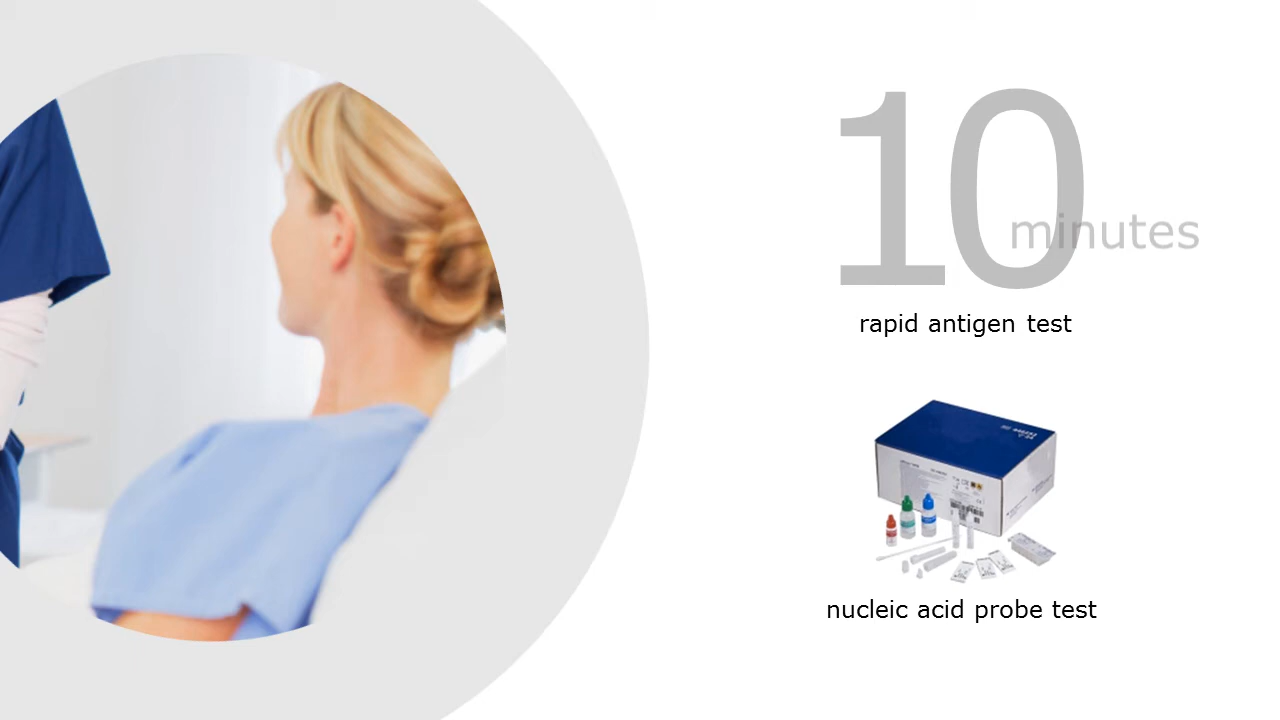 10
minutes
rapid antigen test
nucleic acid probe test